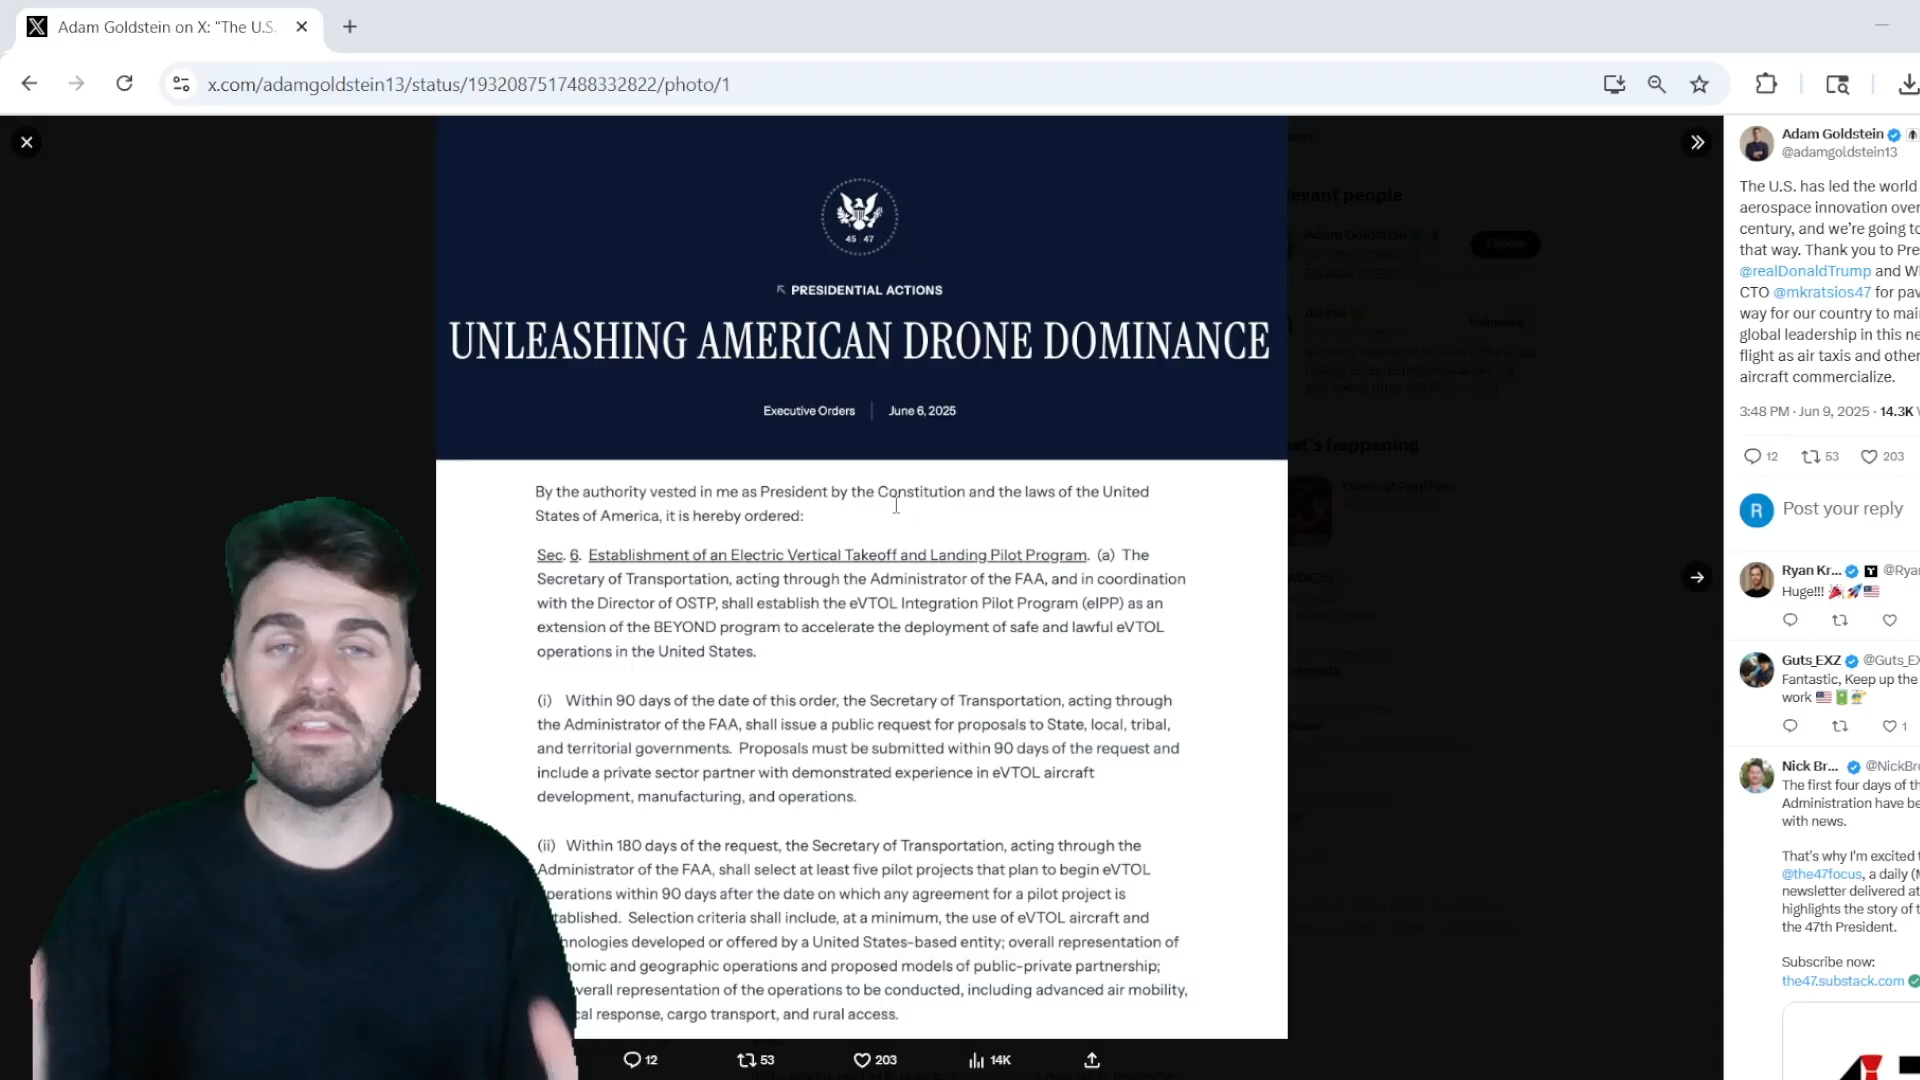 Adam Goldstein on X: "The U.S.
x.com/adamgoldstein13/status/1932087517488332822/photo/1
45 47
PRESIDENTIAL ACTIONS
UNLEASHING AMERICAN DRONE DOMINANCE
Executive Orders | June 6, 2025
By the authority vested in me as President by the Constitution and the laws of the United
States of America, it is hereby ordered:
Sec. 6. Establishment of an Electric Vertical Takeoff and Landing Pilot Program. (a) The
Secretary of Transportation, acting through the Administrator of the FAA, and in coordination
with the Director of OSTP, shall establish the eVTOL Integration Pilot Program (eIPP) as an
extension of the BEYOND program to accelerate the deployment of safe and lawful eVTOL
operations in the United States.
(i) Within 90 days of the date of this order, the Secretary of Transportation, acting through
the Administrator of the FAA, shall issue a public request for proposals to State, local, tribal,
and territorial governments. Proposals must be submitted within 90 days of the request and
include a private sector partner with demonstrated experience in eVTOL aircraft
development, manufacturing, and operations.
(ii) Within 180 days of the request, the Secretary of Transportation, acting through the
Administrator of the FAA, shall select at least five pilot projects that plan to begin eVTOL
operations within 90 days after the date on which any agreement for a pilot project is
tablished. Selection criteria shall include, at a minimum, the use of eVTOL aircraft and
hnologies developed or offered by a United States-based entity; overall representation of
omic and geographic operations and proposed models of public-private partnership;
verall representation of the operations to be conducted, including advanced air mobility,
cal response, cargo transport, and rural access.
12 53 203 14K
evant people
Adam Goldstein
Follow
at's happening
Adam Goldstein
@adamgoldstein13
The U.S. has led the world
aerospace innovation over
century, and we're going to
that way. Thank you to Pre
@realDonaldTrump and W
CTO @mkratsios47 for pav
way for our country to mai
global leadership in this ne
flight as air taxis and other
aircraft commercialize.
3:48 PM · Jun 9, 2025 · 14.3K V
12 53 203
R Post your reply
Ryan Kr... @Ryan
Huge!!!
Guts_EXZ @Guts_EX
Fantastic, Keep up the
work
1
Nick Br... @NickBro
The first four days of th
Administration have be
with news.
That's why I'm excited t
@the47focus, a daily (M
newsletter delivered at
highlights the story of t
the 47th President.
Subscribe now:
the47.substack.com